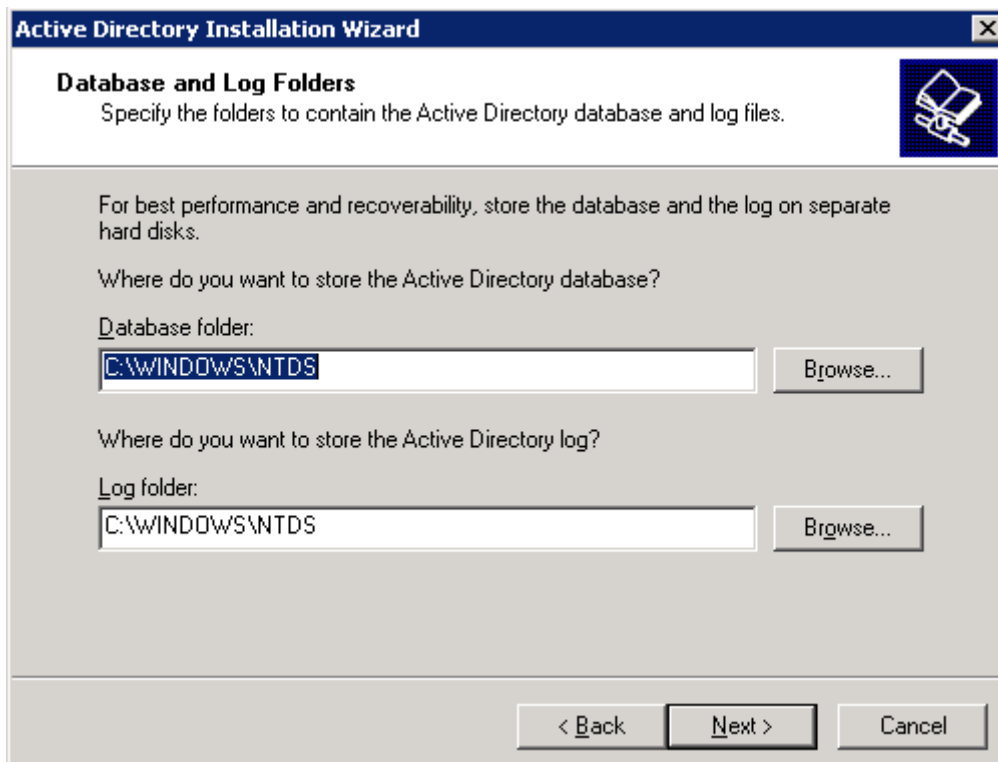 Active Directory Installation Wizard
Database and Log Folders
Specify the folders to contain the Active Directory database and log files.
For best performance and recoverability, store the database and the log on separate
hard disks.
Where do you want to store the Active Directory database?
Database folder:
C:\WINDOWS\NTDS
Browse...
Where do you want to store the Active Directory log?
Log folder:
C:\WINDOWS\NTDS
Browse...
< Back
Next >
Cancel